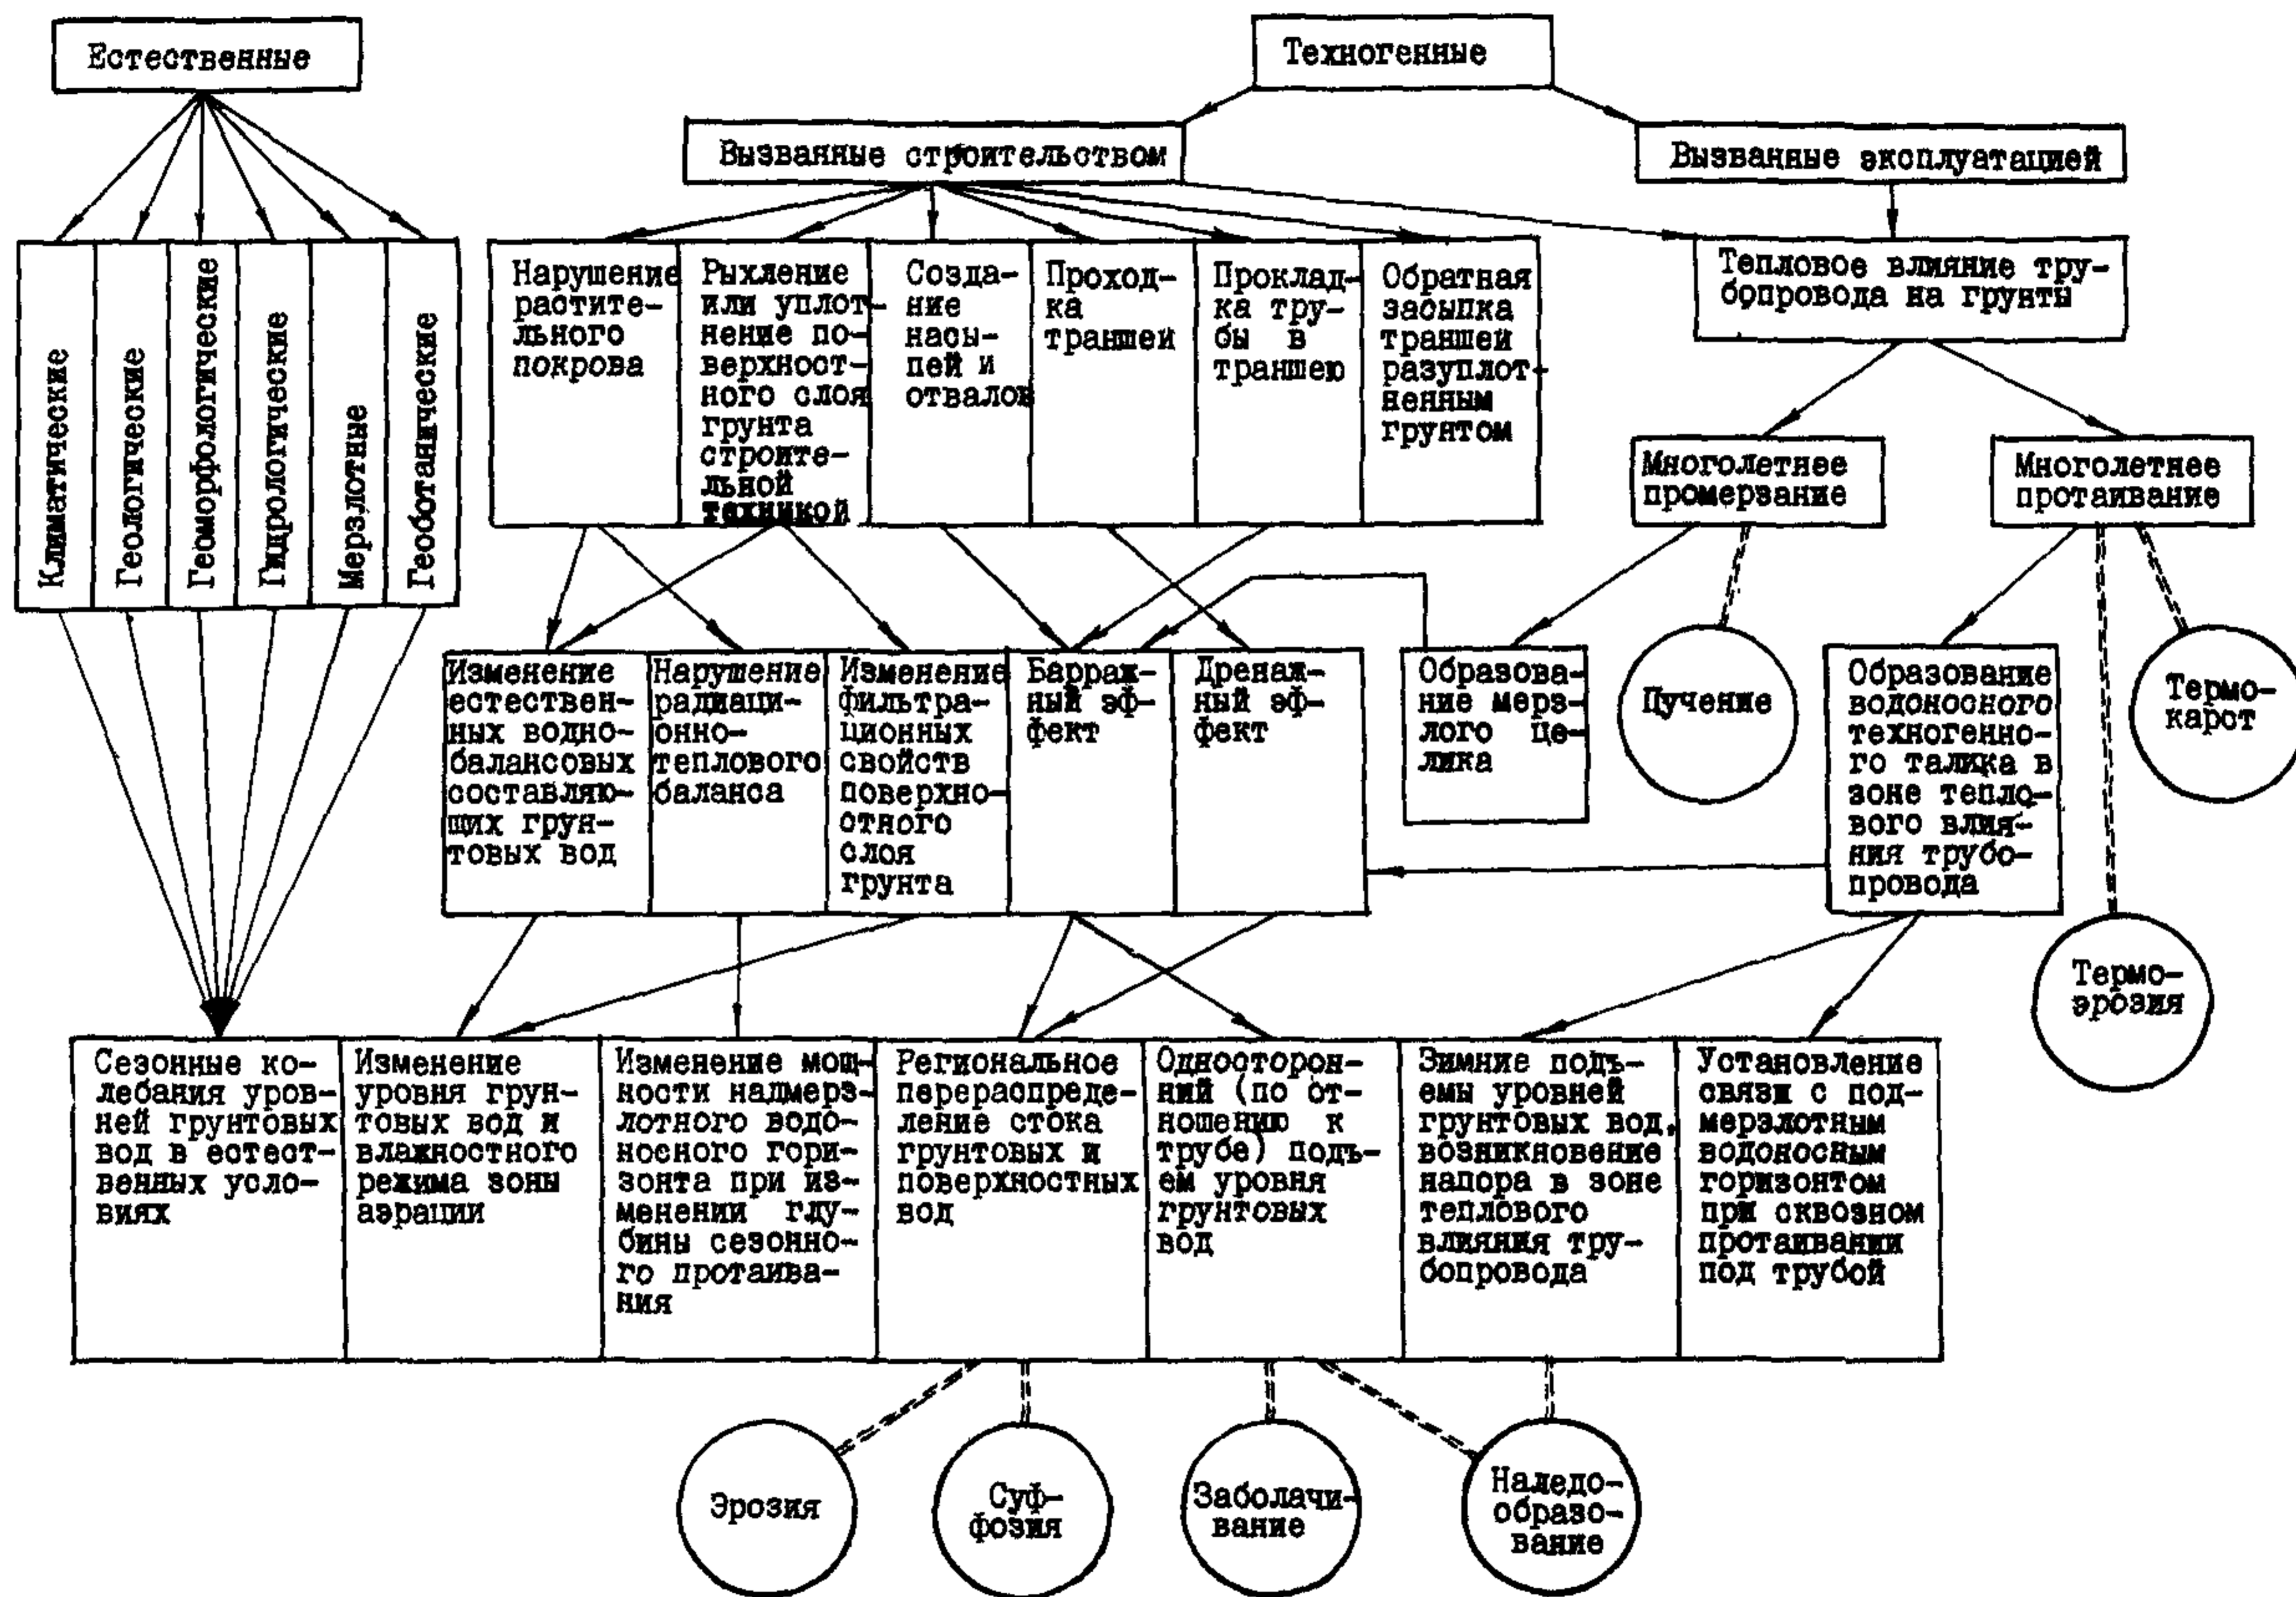 Естественные
Техногенные
Вызванные строительством
Вызванные эксплуатацией
Климатические
Геологические
Геоморфологические
Гидрологические
Мерзлотные
Геоботанические
Нарушение
растите-
льного
покрова
Рыхление
или уплот-
нение по-
верхност-
ного слоя
грунта
строите-
льной
техникой
Созда-
ние
насы-
пей и
отвалов
Проход-
ка
траншей
Проклад-
ка тру-
бы в
траншею
Обратная
засыпка
траншей
разуплот-
ненным
грунтом
Тепловое влияние тру-
бопровода на грунты
Многолетнее
промерзание
Многолетнее
протаивание
Изменение
естествен-
ных водно-
балансовых
составляю-
щих грун-
товых вод
Нарушение
радиаци-
онно-
теплового
баланса
Изменение
фильтра-
ционных
свойств
поверхно-
стного
слоя
грунта
Барраж-
ный эф-
фект
Дренаж-
ный эф-
фект
Образова-
ние мерз-
лого це-
лика
Пучение
Образование
водоносного
техногенно-
го талика в
зоне тепло-
вого влия-
ния трубо-
провода
Термо-
карст
Термо-
эрозия
Сезонные ко-
лебания уров-
ней грунтовых
вод в естест-
венных усло-
виях
Изменение
уровня грун-
товых вод и
влажностного
режима зоны
аэрации
Изменение мощ-
ности надмерз-
лотного водо-
носного гори-
зонта при из-
менении глу-
бины сезонно-
го протаива-
ния
Региональное
перераспреде-
ление стока
грунтовых и
поверхностных
вод
Односторон-
ний (по от-
ношению к
трубе) подъ-
ем уровня
грунтовых
вод
Зимние подъ-
емы уровней
грунтовых вод,
возникновение
напора в зоне
теплового
влияния тру-
бопровода
Установление
связи с под-
мерзлотным
водоносным
горизонтом
при сквозном
протаивании
под трубой
Эрозия
Суф-
фозия
Заболачи-
вание
Наледо-
образо-
вание